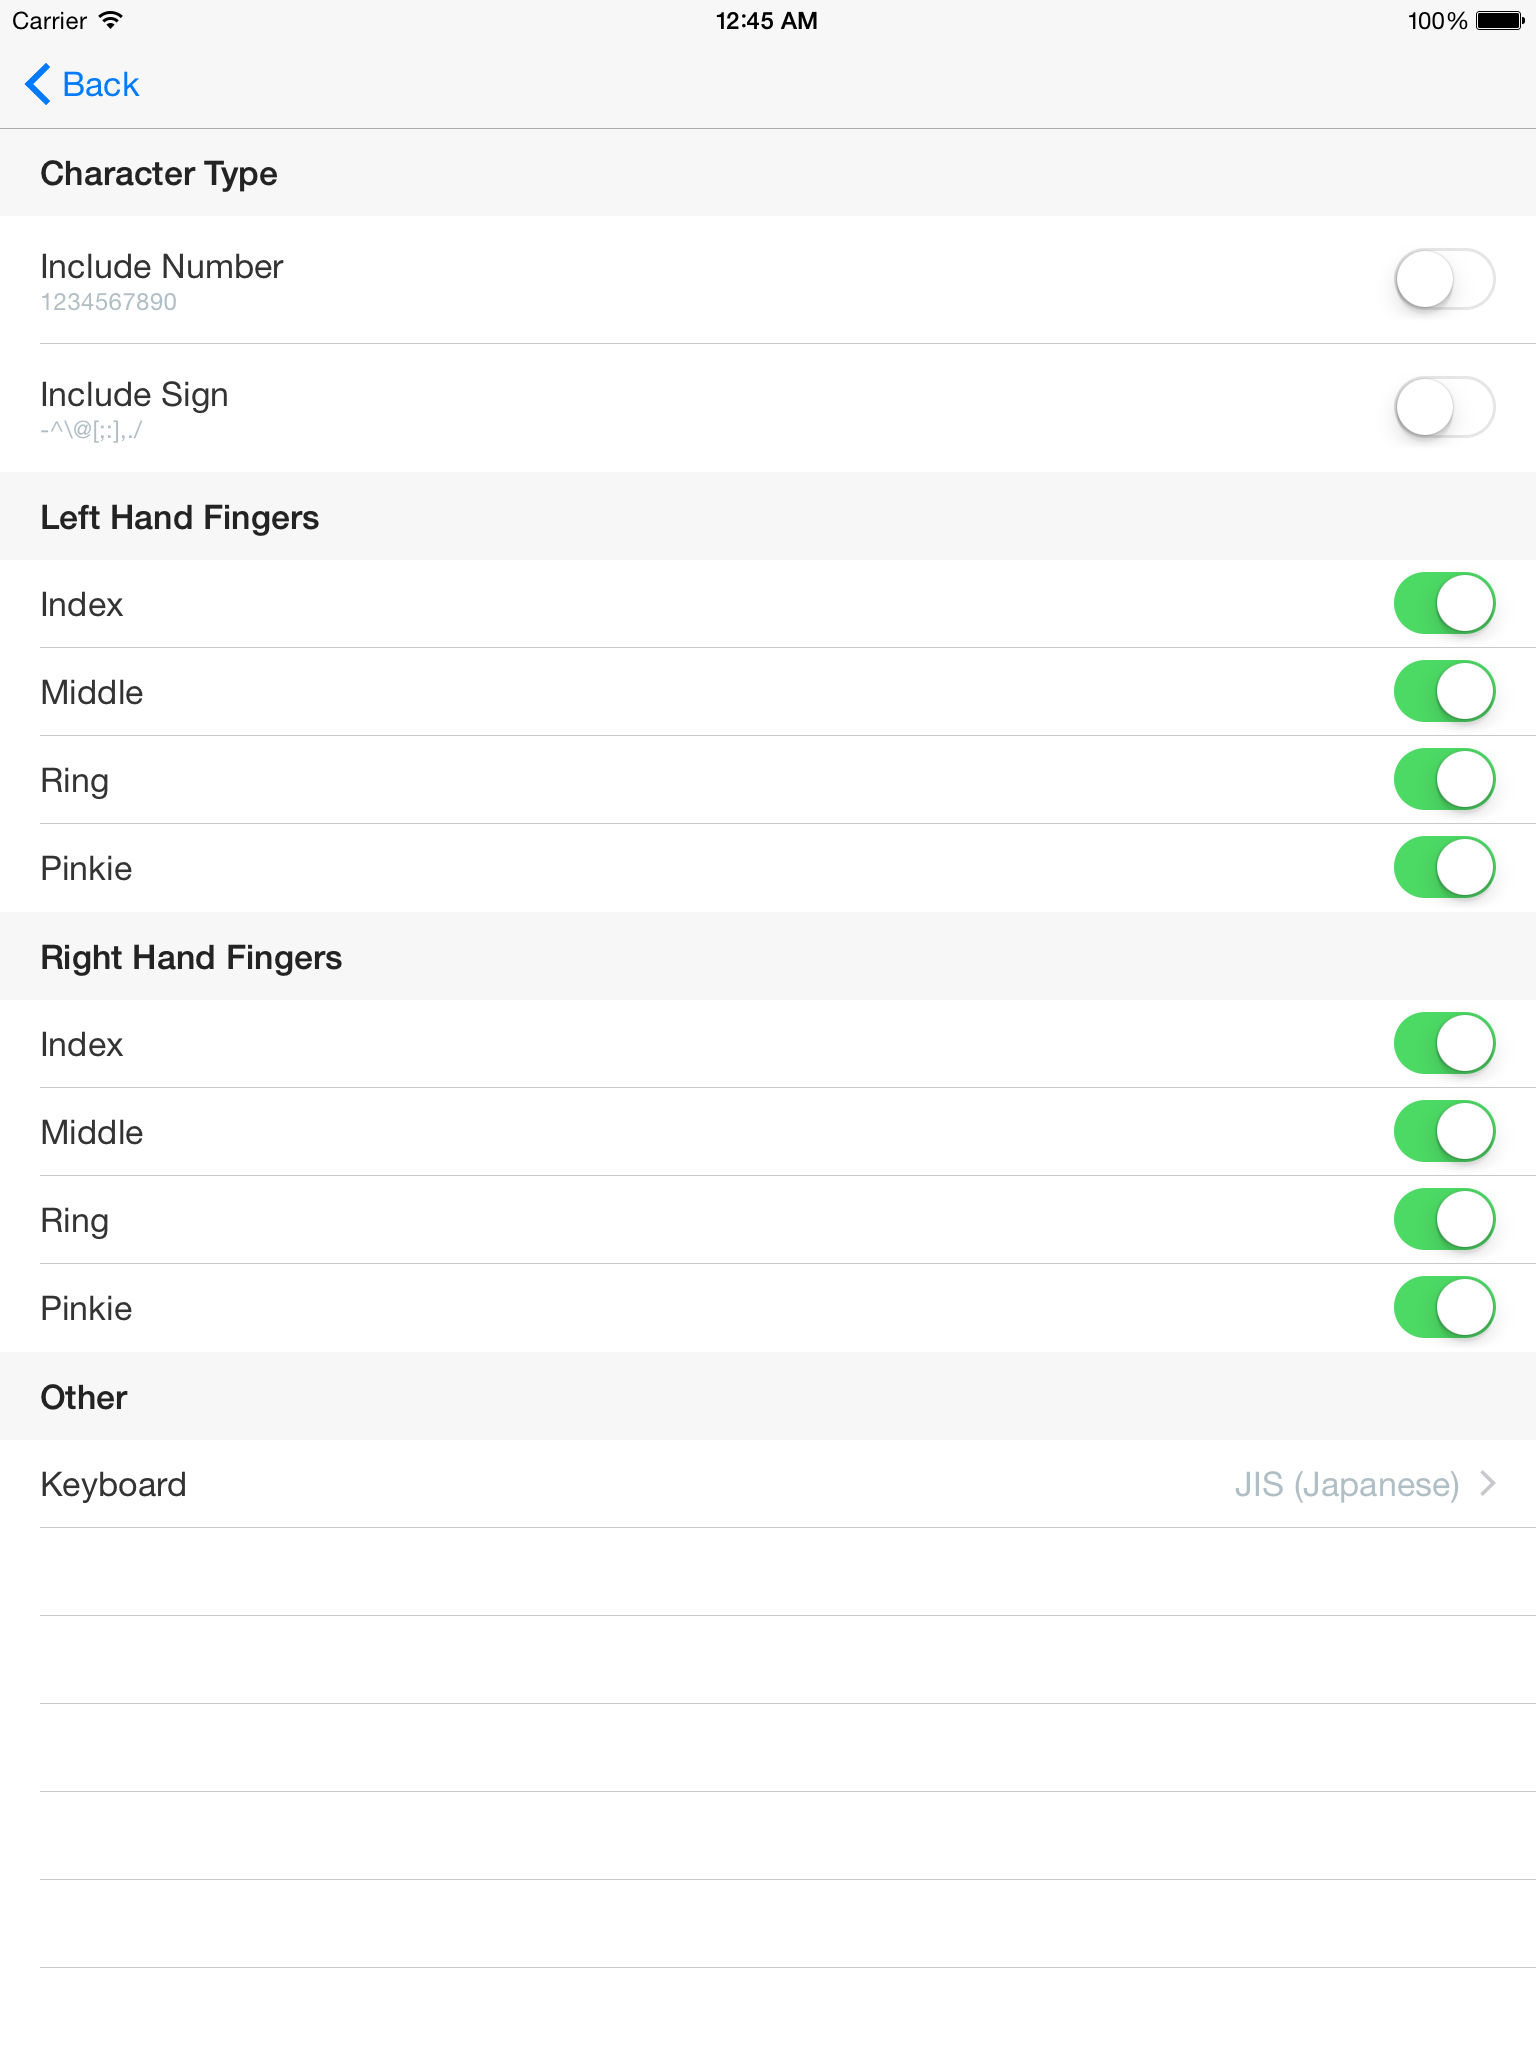 Carrier
12:45 AM
100%
Back
Character Type
Include Number
1234567890
Include Sign
-^\@[;:],./
Left Hand Fingers
Index
Middle
Ring
Pinkie
Right Hand Fingers
Index
Middle
Ring
Pinkie
Other
Keyboard JIS (Japanese)